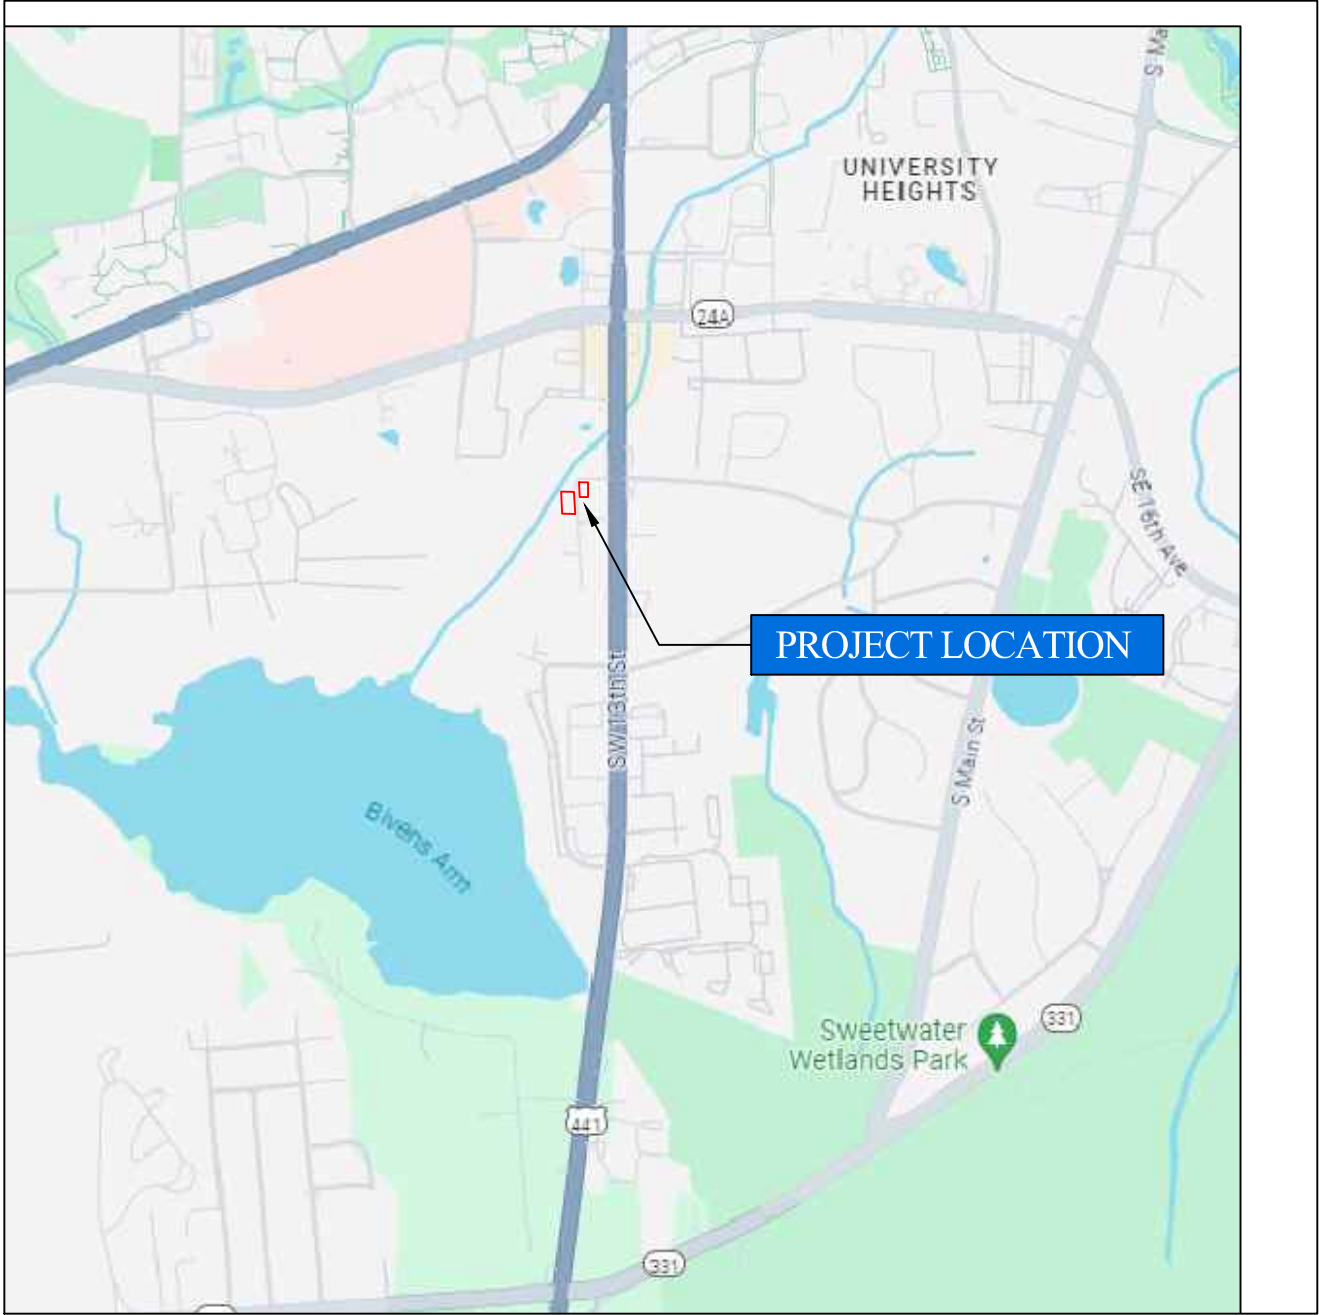 S Ma
UNIVERSITY
HEIGHTS
24A
SE 16th Ave
PROJECT LOCATION
SW 13th St
S Main St
Bivens Arm
Sweetwater
Wetlands Park
331
441
331